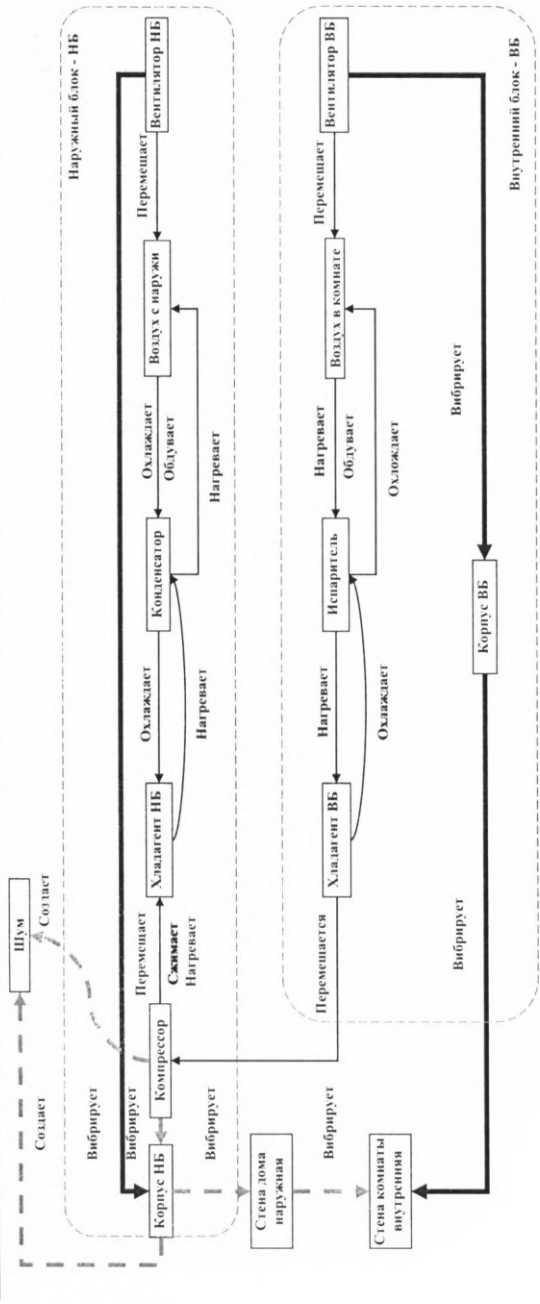 Шум
Создает
Создает
Наружный блок - НБ
Вибрирует
Вибрирует
Корпус НБ
Вибрирует
Компрессор
Перемещает
Сжимает
Нагревает
Хладагент НБ
Охлаждает
Нагревает
Конденсатор
Охлаждает
Обдувает
Нагревает
Воздух с наружи
Перемещает
Вентилятор НБ
Стена дома
наружная
Вибрирует
Стена комнаты
внутренняя
Перемещается
Хладагент ВБ
Нагревает
Охлаждает
Испаритель
Нагревает
Обдувает
Охлождает
Воздух в комнате
Перемещает
Вентилятор ВБ
Вибрирует
Корпус ВБ
Вибрирует
Внутренний блок - ВБ